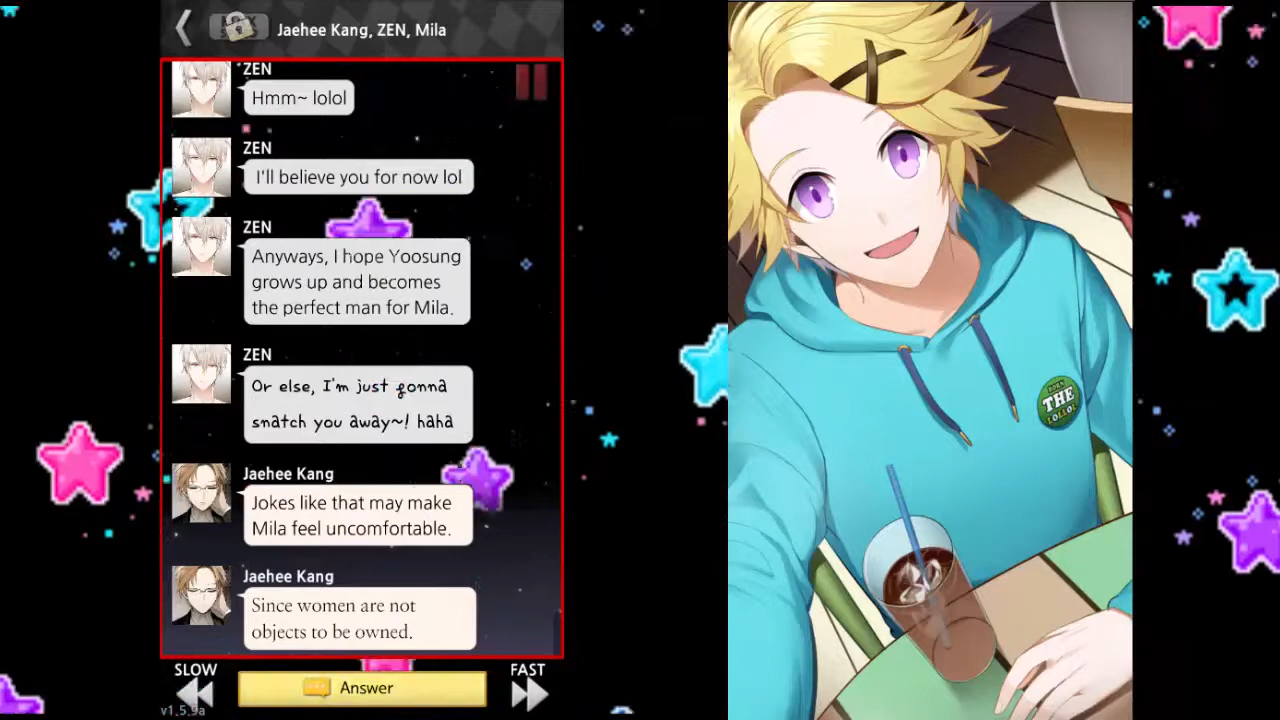 Jaehee Kang, ZEN, Mila
ZEN
Hmm~ lolol
ZEN
I'll believe you for now lol
ZEN
Anyways, I hope Yoosung
grows up and becomes
the perfect man for Mila.
ZEN
Or else, I'm just gonna
snatch you away~! haha
Jaehee Kang
Jokes like that may make
Mila feel uncomfortable.
Jaehee Kang
Since women are not
objects to be owned.
SLOW
Answer
FAST
v1.5.9a
BORN
THE
LOLLOL